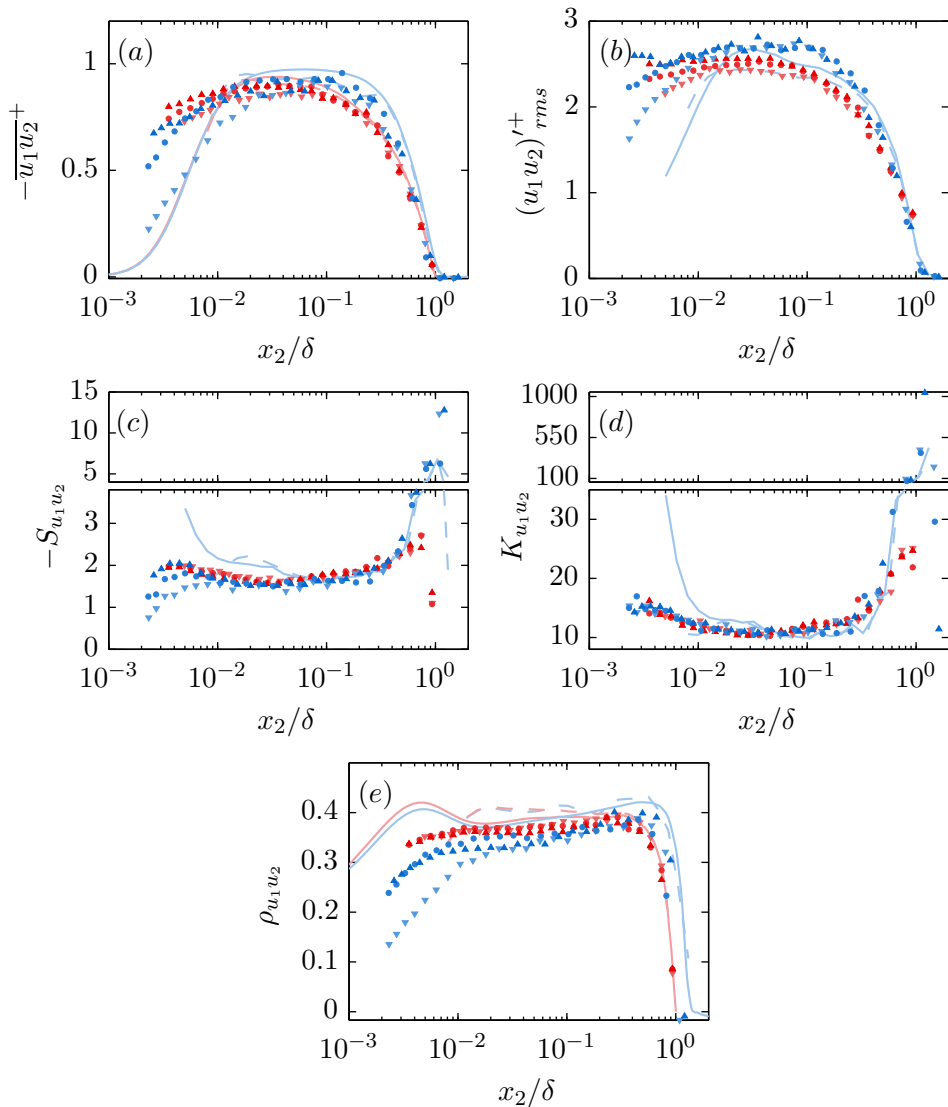 (a)
1
0.5
0
−u₁u₂⁺
10⁻³ 10⁻² 10⁻¹ 10⁰
x₂/δ
(b)
3
2
1
0
(u₁u₂)′⁺rms
10⁻³ 10⁻² 10⁻¹ 10⁰
x₂/δ
(c)
15
10
5
3
2
1
0
−Su₁u₂
10⁻³ 10⁻² 10⁻¹ 10⁰
x₂/δ
(d)
1000
550
100
30
20
10
Ku₁u₂
10⁻³ 10⁻² 10⁻¹ 10⁰
x₂/δ
(e)
0.4
0.3
0.2
0.1
0
ρu₁u₂
10⁻³ 10⁻² 10⁻¹ 10⁰
x₂/δ